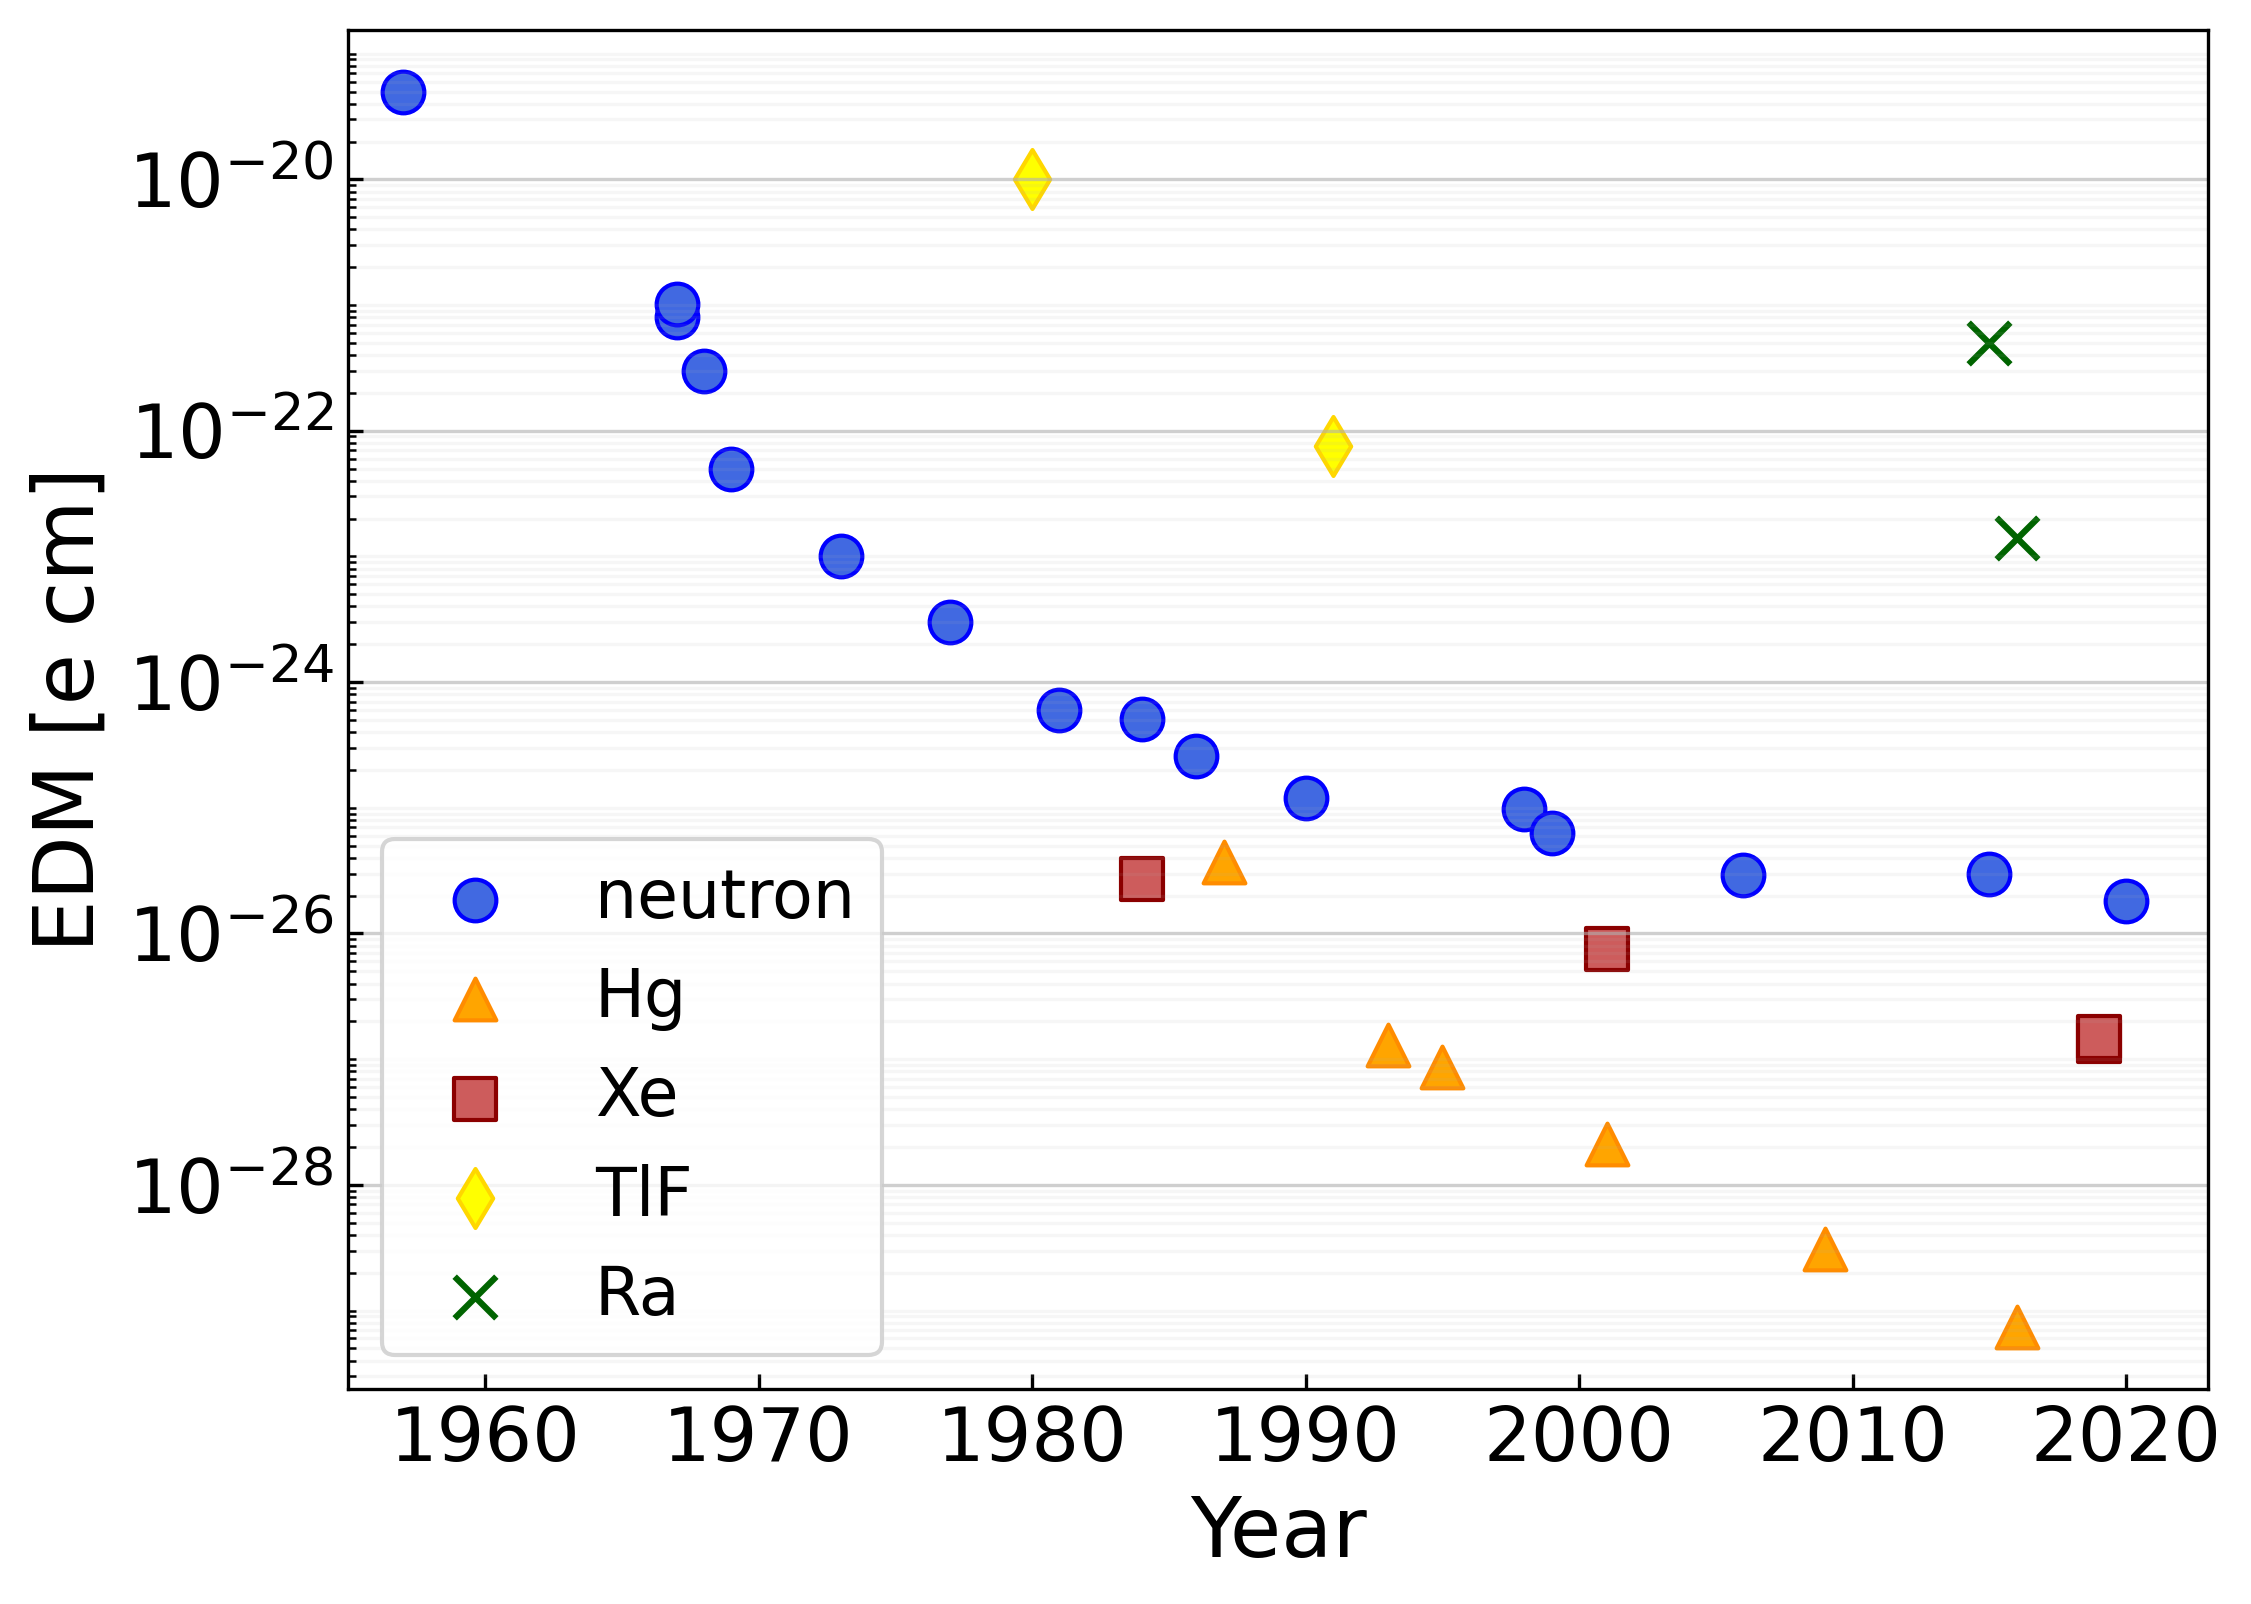 EDM [e cm]
10⁻²⁰
10⁻²²
10⁻²⁴
10⁻²⁶
10⁻²⁸
neutron
Hg
Xe
TlF
Ra
1960 1970 1980 1990 2000 2010 2020
Year